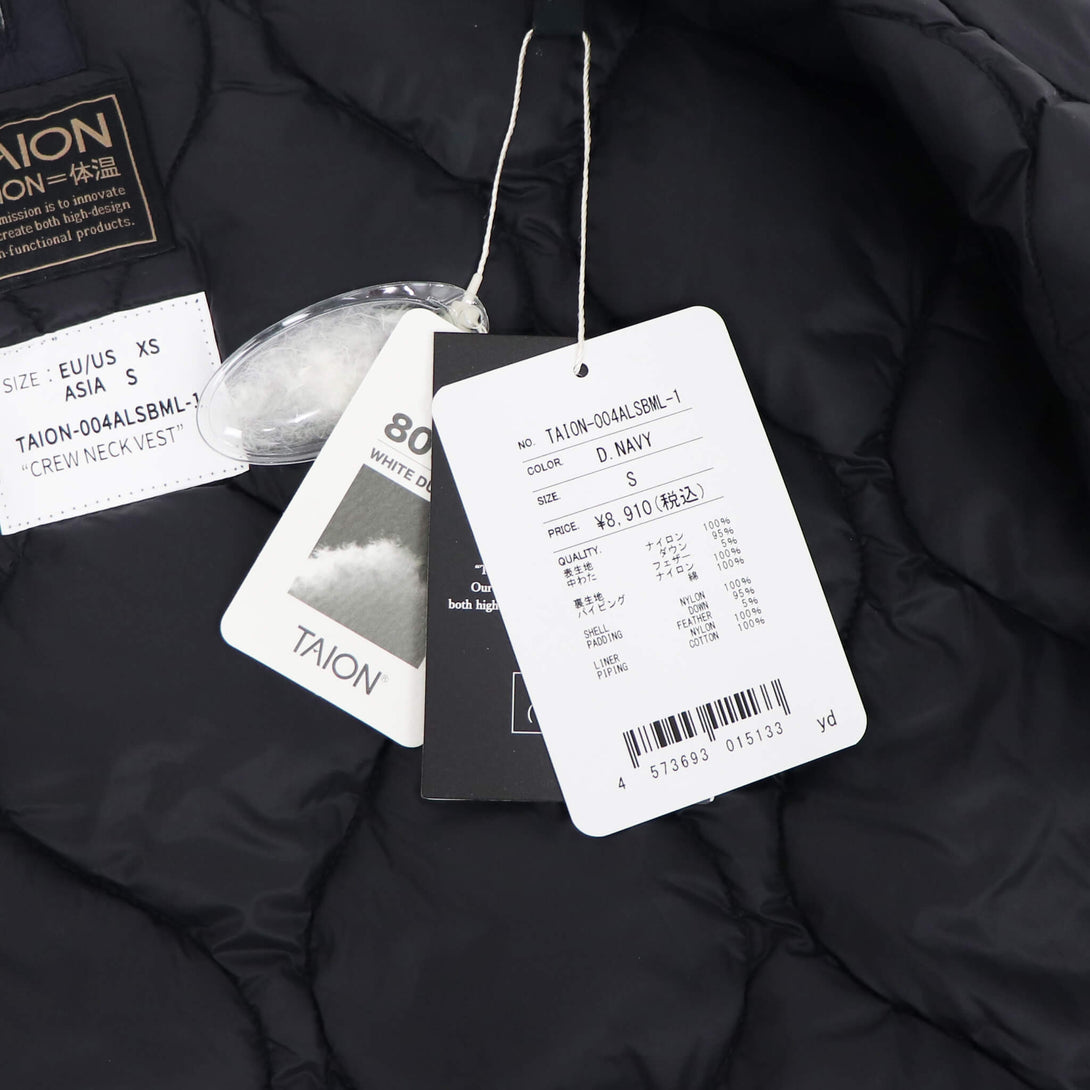 AION
ION=体温
mission is to innovate
create both high-design
h-functional products.
SIZE : EU/US XS
ASIA S
TAION-004ALSBML-1
"CREW NECK VEST"
80
WHITE
TAION®
Our
both
NO. TAION-004ALSBML-1
COLOR. D. NAVY
SIZE. S
PRICE. ¥8,910(税込)
QUALITY.
表生地 ナイロン 100%
中わた ダウン 95%
フェザー 5%
裏生地 ナイロン 100%
パイピング 綿 100%
SHELL NYLON 100%
PADDING DOWN 95%
FEATHER 5%
LINER NYLON 100%
PIPING COTTON 100%
4 573693 015133
yd